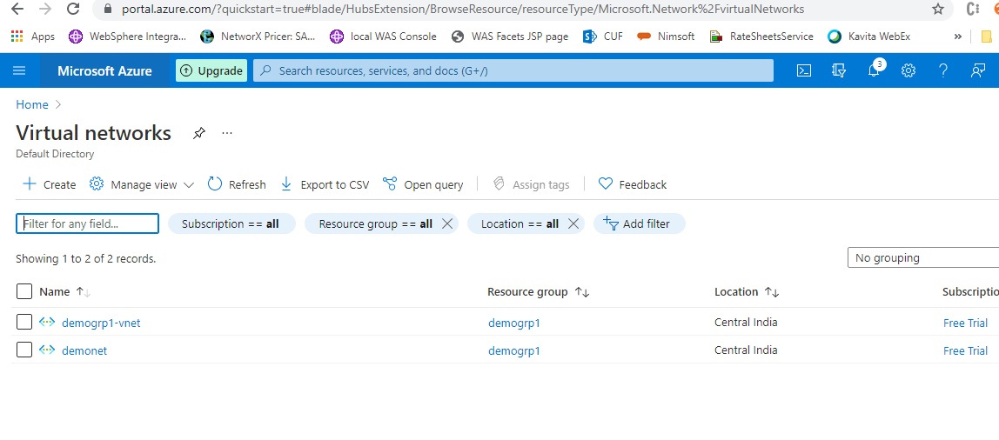 portal.azure.com/?quickstart=true#blade/HubsExtension/BrowseResource/resourceType/Microsoft.Network%2FvirtualNetworks
Apps WebSphere Integra... NetworX Pricer: SA... local WAS Console WAS Facets JSP page CUF Nimsoft RateSheetsService Kavita WebEx »
Microsoft Azure Upgrade Search resources, services, and docs (G+/) 3
Home >
Virtual networks ...
Default Directory
+ Create Manage view Refresh Export to CSV Open query Assign tags Feedback
Filter for any field... Subscription == all Resource group == all Location == all Add filter
Showing 1 to 2 of 2 records. No grouping
Name Resource group Location Subscriptio
demogrp1-vnet demogrp1 Central India Free Trial
demonet demogrp1 Central India Free Trial